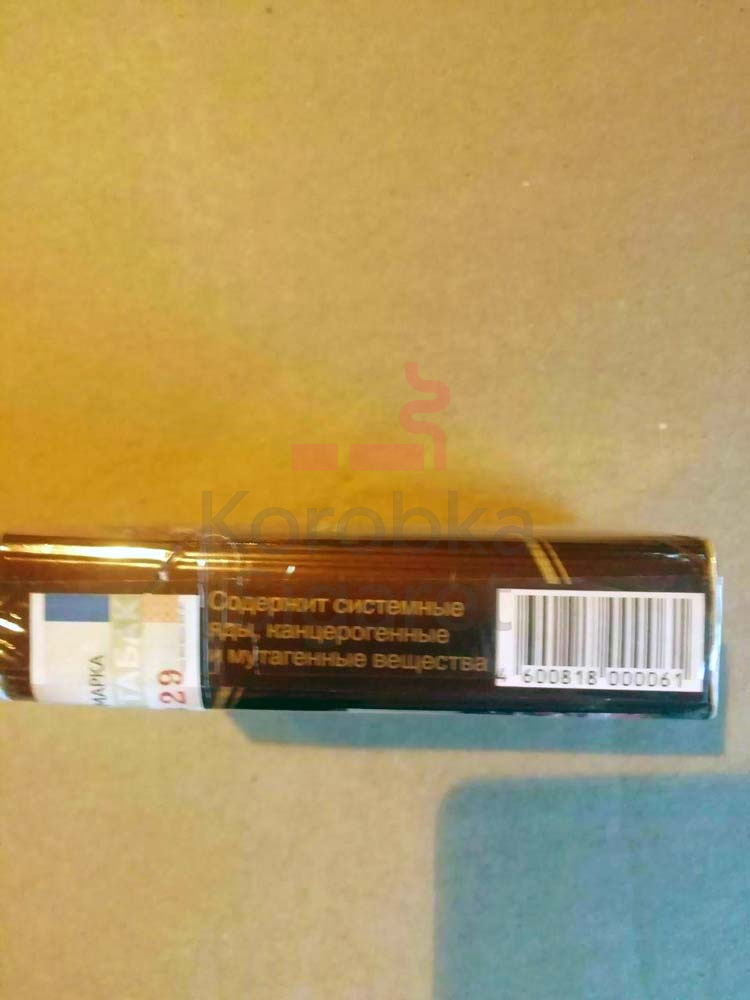 Korobka
МАРКА
ТАБАК
29
Содержит системные
яды, канцерогенные
и мутагенные вещества
4 600818 000061